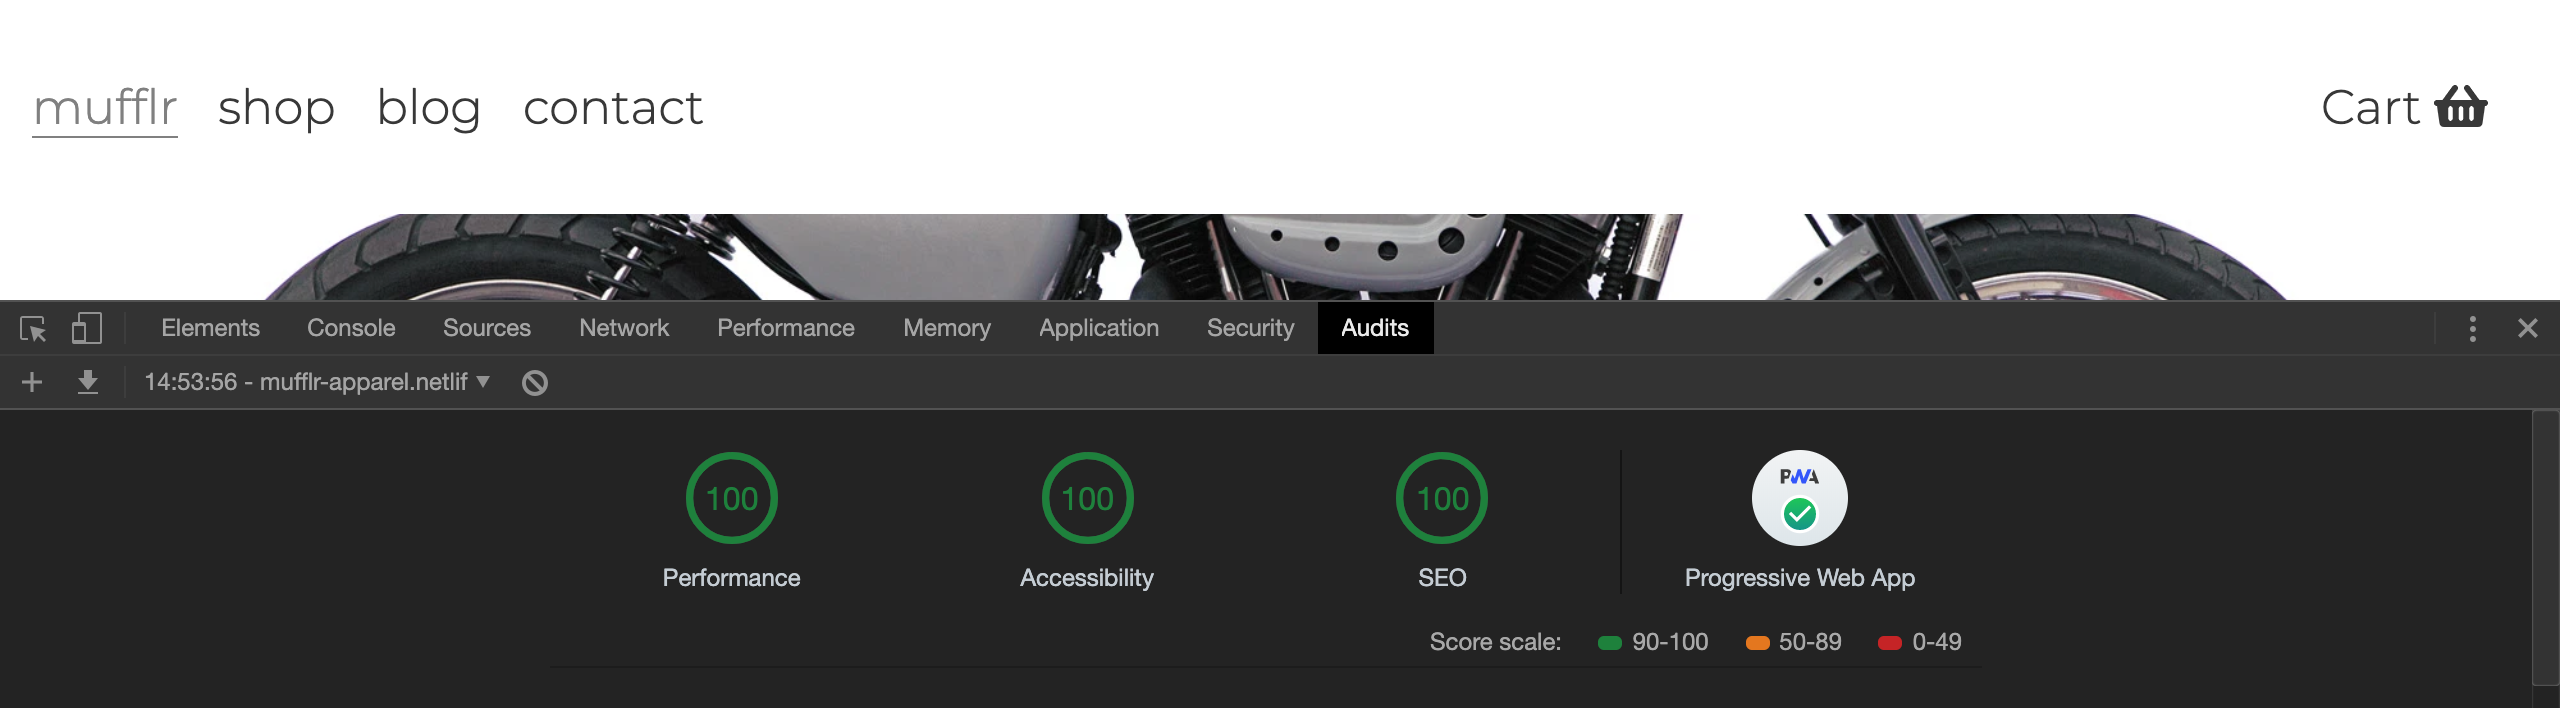 mufflr shop blog contact Cart
Elements Console Sources Network Performance Memory Application Security Audits
14:53:56 - mufflr-apparel.netlif
100 100 100 PWA
Performance Accessibility SEO Progressive Web App
Score scale: 90-100 50-89 0-49